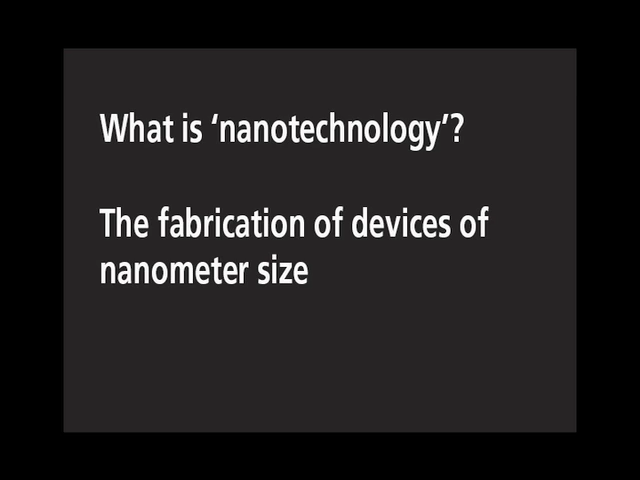 What is ‘nanotechnology’?
The fabrication of devices of
nanometer size